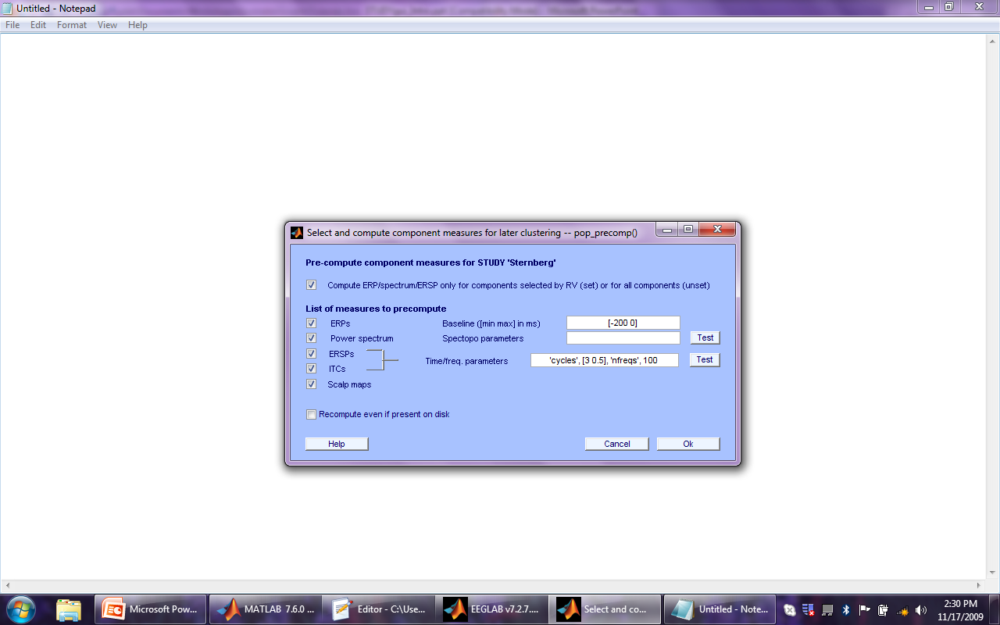 Untitled - Notepad
File Edit Format View Help
Select and compute component measures for later clustering -- pop_precomp()
Pre-compute component measures for STUDY 'Sternberg'
Compute ERP/spectrum/ERSP only for components selected by RV (set) or for all components (unset)
List of measures to precompute
ERPs Baseline ([min max] in ms) [-200 0]
Power spectrum Spectopo parameters Test
ERSPs
Time/freq. parameters 'cycles', [3 0.5], 'nfreqs', 100 Test
ITCs
Scalp maps
Recompute even if present on disk
Help Cancel Ok
Microsoft Pow... MATLAB 7.6.0 ... Editor - C:\Use... EEGLAB v7.2.7.... Select and co... Untitled - Note... 2:30 PM
11/17/2009